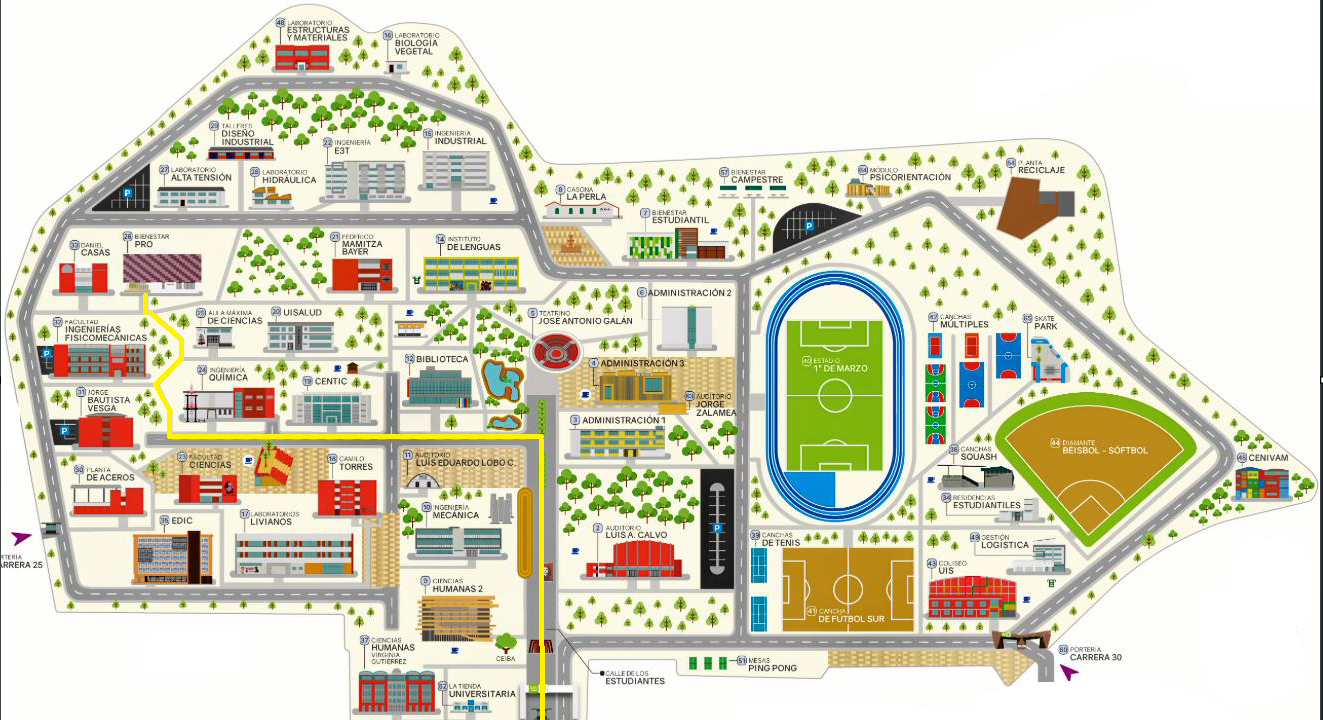 48 LABORATORIO
ESTRUCTURAS
Y MATERIALES
16 LABORATORIO
BIOLOGÍA
VEGETAL
29 TALLERES
DISEÑO
INDUSTRIAL
22 INGENIERÍA
E3T
15 INGENIERÍA
INDUSTRIAL
27 LABORATORIO
ALTA TENSIÓN
28 LABORATORIO
HIDRÁULICA
P
8 CASONA
LA PERLA
7 BIENESTAR
ESTUDIANTIL
57 BIENESTAR
CAMPESTRE
64 MÓDULO
PSICORIENTACIÓN
54 PLANTA
RECICLAJE
P
33 DANIEL
CASAS
26 BIENESTAR
PRO
21 FEDERICO
MAMITZA
BAYER
14 INSTITUTO
DE LENGUAS
6 ADMINISTRACIÓN 2
32 FACULTAD
INGENIERÍAS
FISICOMECÁNICAS
P
25 AULA MÁXIMA
DE CIENCIAS
20 UISALUD
5 TEATRINO
JOSÉ ANTONIO GALÁN
62 CANCHAS
MÚLTIPLES
65 SKATE
PARK
24 INGENIERÍA
QUÍMICA
19 CENTIC
12 BIBLIOTECA
4 ADMINISTRACIÓN 3
40 ESTADIO
1° DE MARZO
31 JORGE
BAUTISTA
VESGA
P
63 AUDITORIO
JORGE
ZALAMEA
3 ADMINISTRACIÓN 1
44 DIAMANTE
BÉISBOL - SÓFTBOL
30 PLANTA
DE ACEROS
23 FACULTAD
CIENCIAS
18 CAMILO
TORRES
11 AUDITORIO
LUIS EDUARDO LOBO C.
36 CANCHAS
SQUASH
45 CENIVAM
34 RESIDENCIAS
ESTUDIANTILES
35 EDIC
17 LABORATORIOS
LIVIANOS
10 INGENIERÍA
MECÁNICA
2 AUDITORIO
LUIS A. CALVO
P
39 CANCHAS
DE TENIS
49 GESTIÓN
LOGÍSTICA
RTERÍA
ARRERA 25
9 CIENCIAS
HUMANAS 2
43 COLISEO
UIS
41 CANCHA
DE FUTBOL SUR
37 CIENCIAS
HUMANAS
VIRGINIA
GUTIÉRREZ
CEIBA
51 MESAS
PING PONG
60 PORTERÍA
CARRERA 30
CALLE DE LOS
ESTUDIANTES
52 LA TIENDA
UNIVERSITARIA